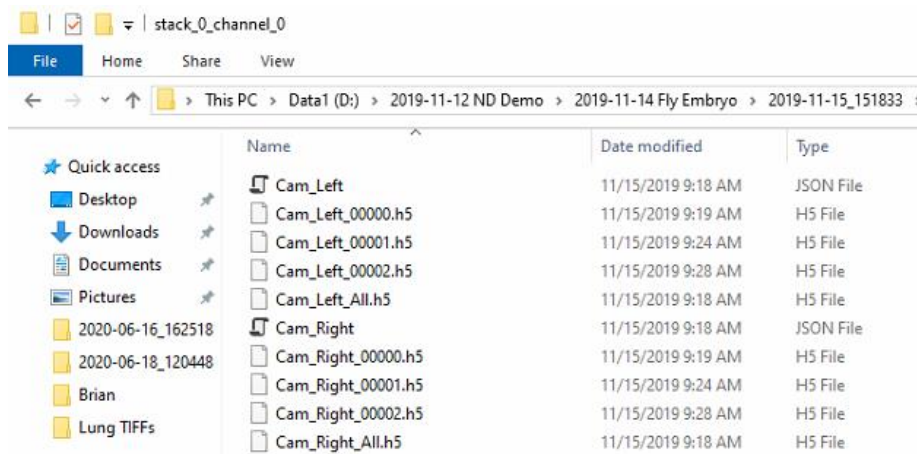 stack_0_channel_0
File Home Share View
This PC > Data1 (D:) > 2019-11-12 ND Demo > 2019-11-14 Fly Embryo > 2019-11-15_151833 >
Name Date modified Type
Quick access
Desktop
Downloads
Documents
Pictures
2020-06-16_162518
2020-06-18_120448
Brian
Lung TIFFs
Cam_Left 11/15/2019 9:18 AM JSON File
Cam_Left_00000.h5 11/15/2019 9:19 AM H5 File
Cam_Left_00001.h5 11/15/2019 9:24 AM H5 File
Cam_Left_00002.h5 11/15/2019 9:28 AM H5 File
Cam_Left_All.h5 11/15/2019 9:18 AM H5 File
Cam_Right 11/15/2019 9:18 AM JSON File
Cam_Right_00000.h5 11/15/2019 9:19 AM H5 File
Cam_Right_00001.h5 11/15/2019 9:24 AM H5 File
Cam_Right_00002.h5 11/15/2019 9:28 AM H5 File
Cam_Right_All.h5 11/15/2019 9:18 AM H5 File